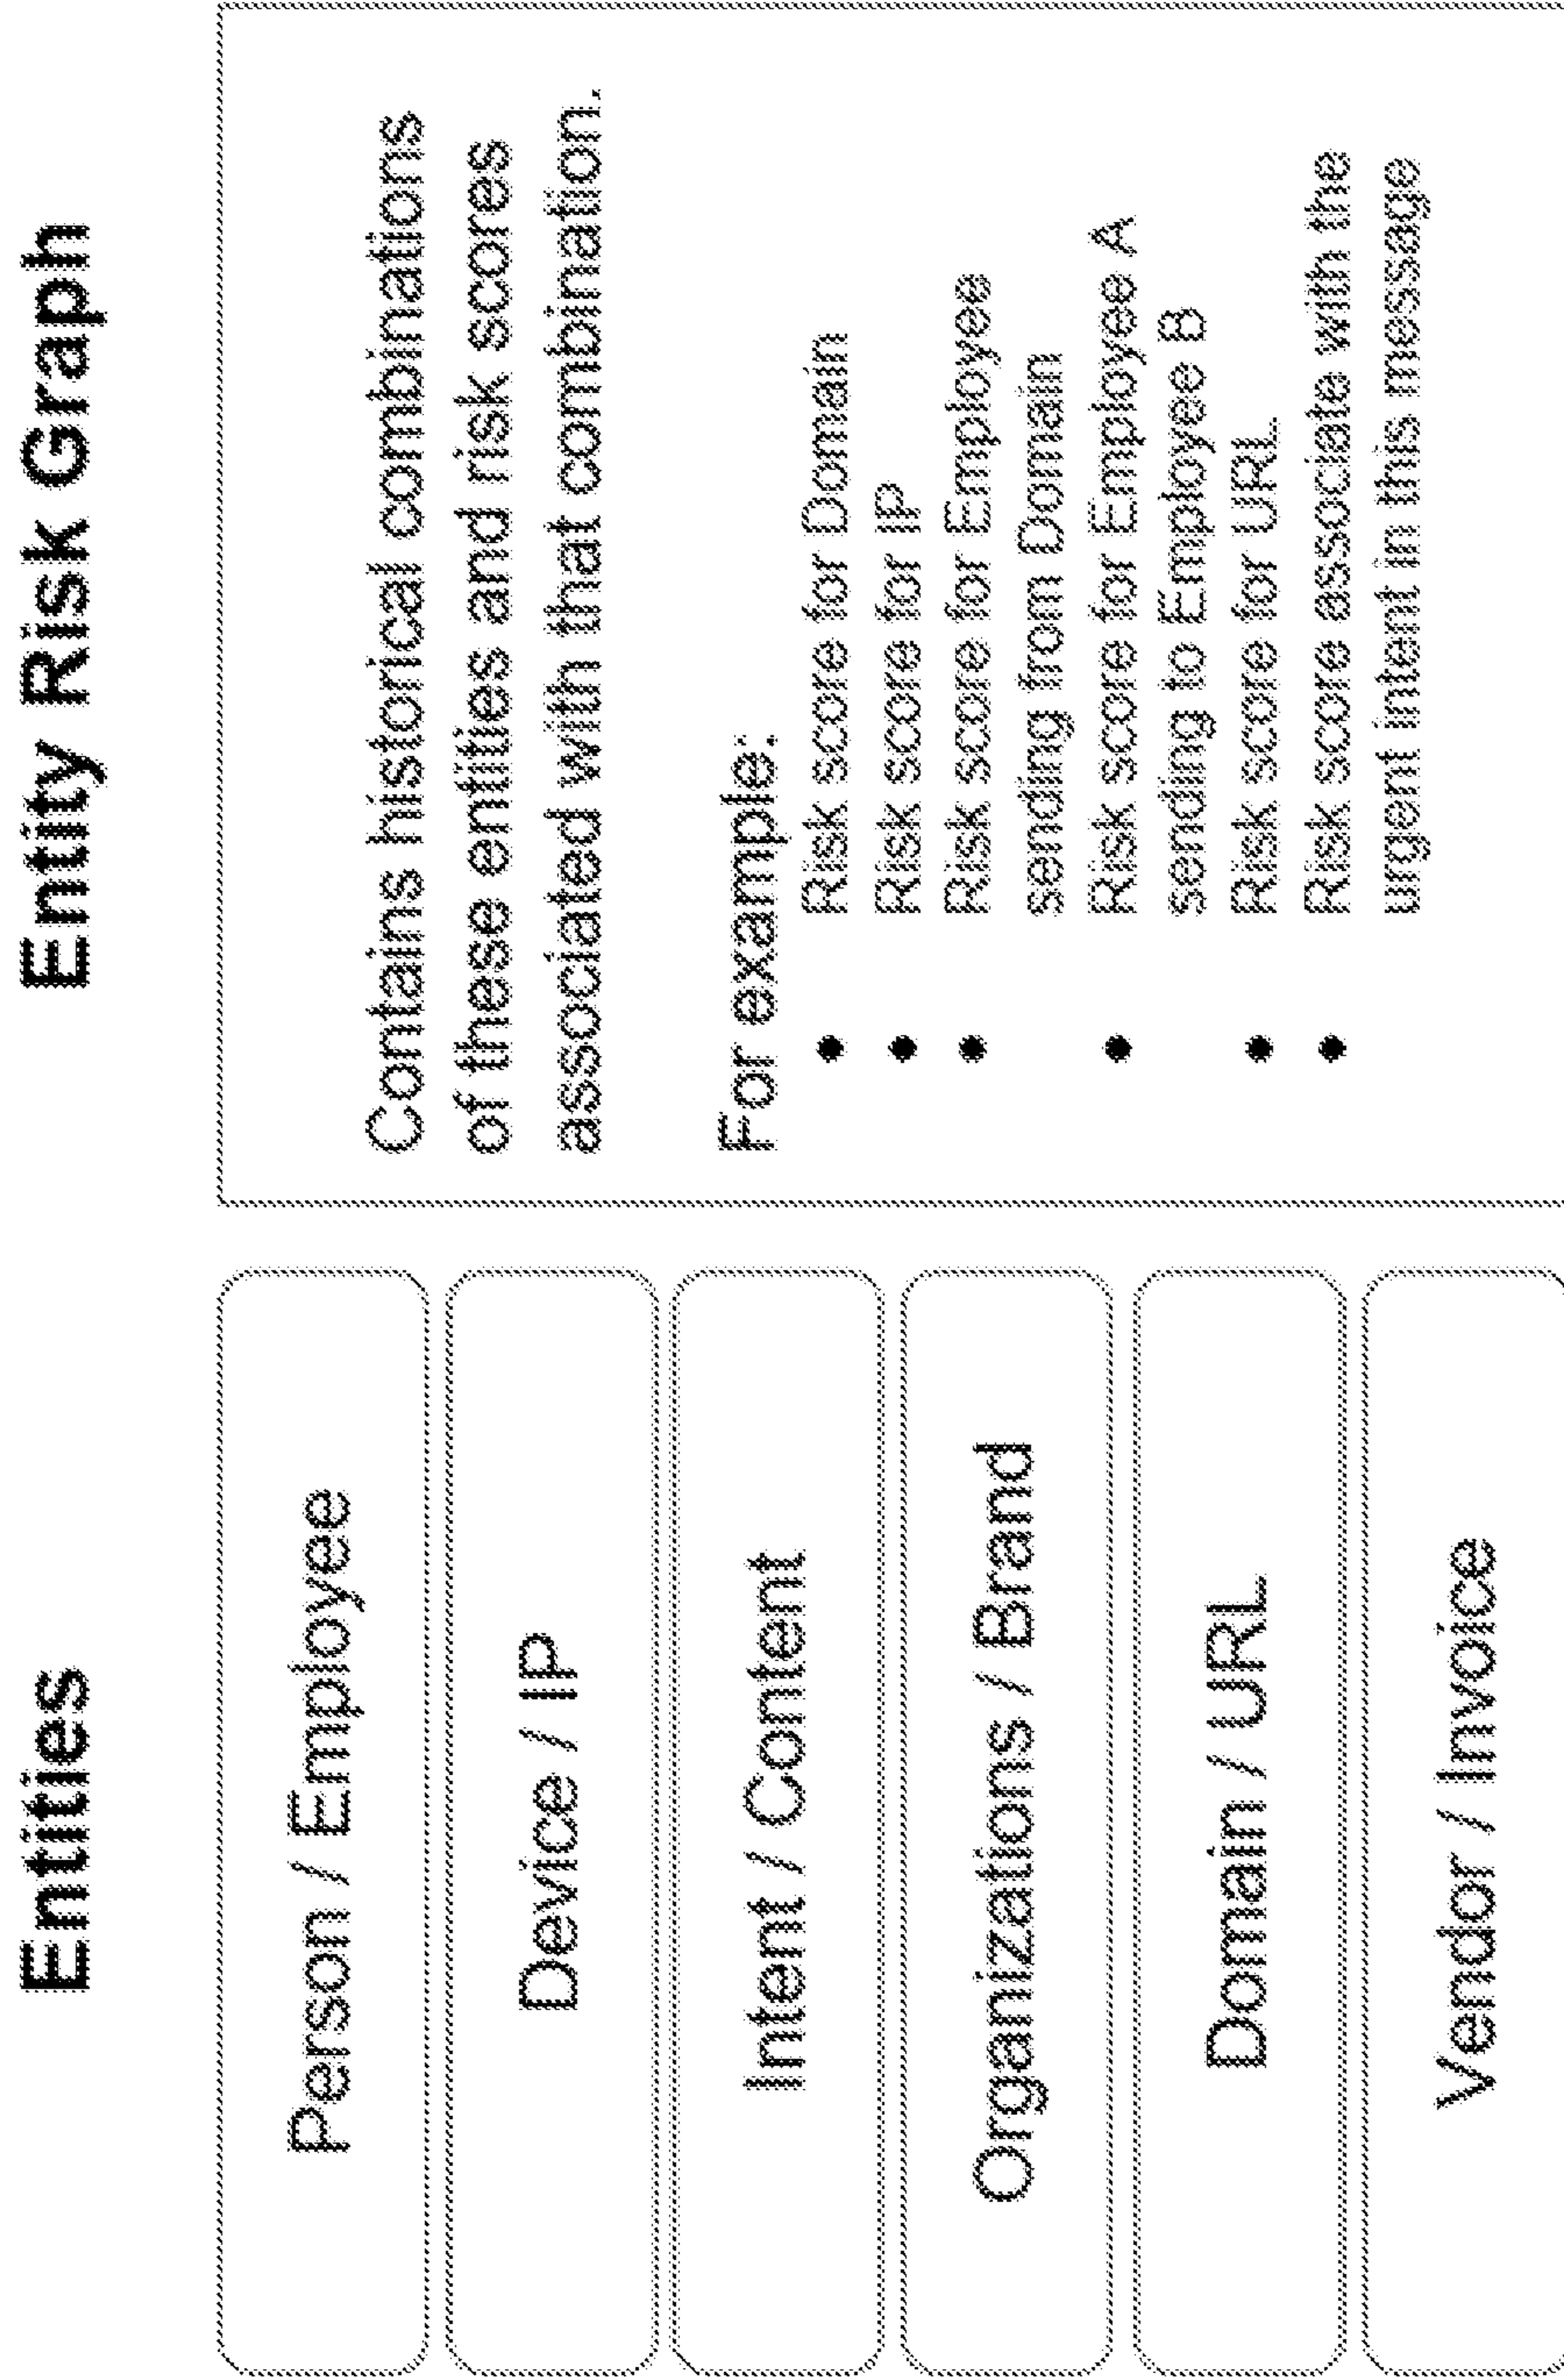 Entities
Person / Employee
Device / IP
Intent / Content
Organizations / Brand
Domain / URL
Vendor / Invoice
Entity Risk Graph
Contains historical combinations
of these entities and risk scores
associated with that combination.
For example:
• Risk score for Domain
• Risk score for IP
• Risk score for Employee
sending from Domain
• Risk score for Employee A
sending to Employee B
• Risk score for URL
• Risk score associate with the
urgent intent in this message